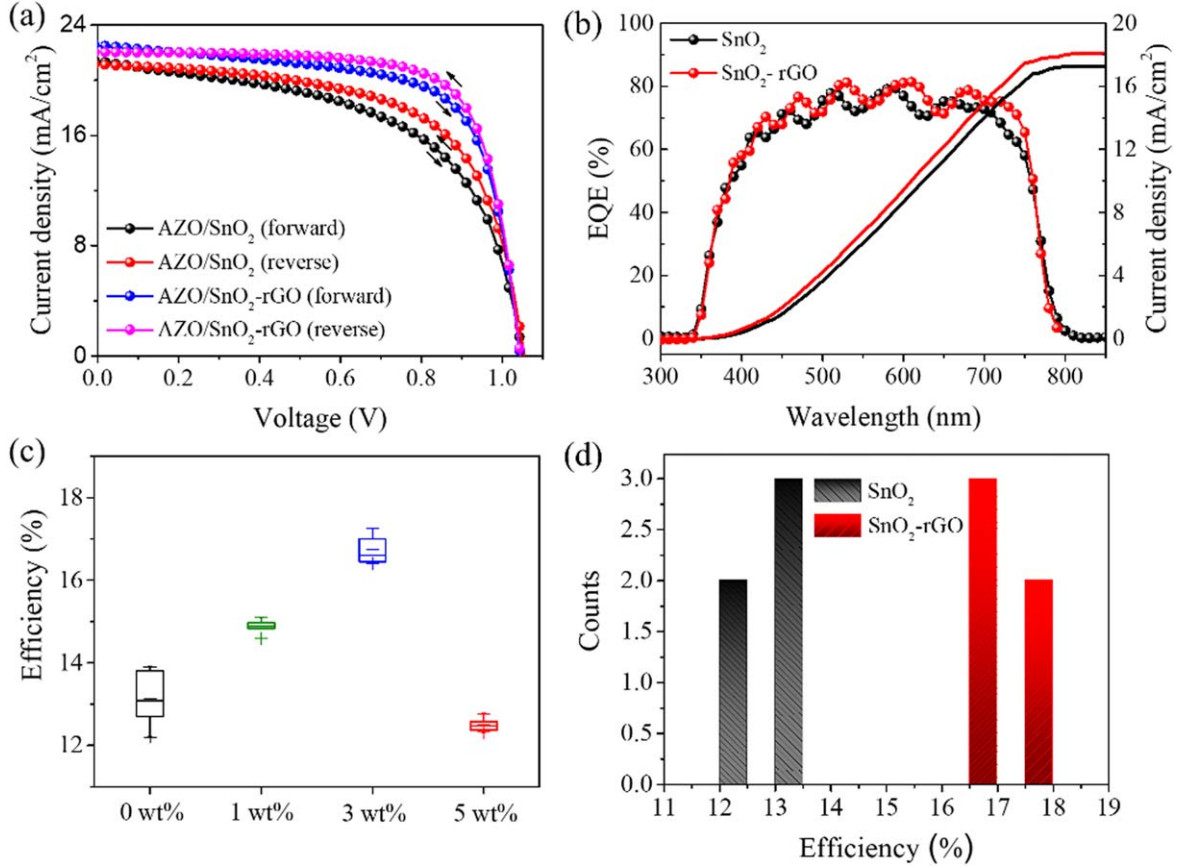 (a)
24
16
8
0
Current density (mA/cm²)
AZO/SnO₂ (forward)
AZO/SnO₂ (reverse)
AZO/SnO₂-rGO (forward)
AZO/SnO₂-rGO (reverse)
0.0 0.2 0.4 0.6 0.8 1.0
Voltage (V)
(b)
100
80
60
40
20
0
EQE (%)
SnO₂
SnO₂- rGO
20
16
12
8
4
0
Current density (mA/cm²)
300 400 500 600 700 800
Wavelength (nm)
(c)
18
16
14
12
Efficiency (%)
0 wt% 1 wt% 3 wt% 5 wt%
(d)
3.0
2.5
2.0
1.5
1.0
0.5
0.0
Counts
SnO₂
SnO₂-rGO
11 12 13 14 15 16 17 18 19
Efficiency (%)